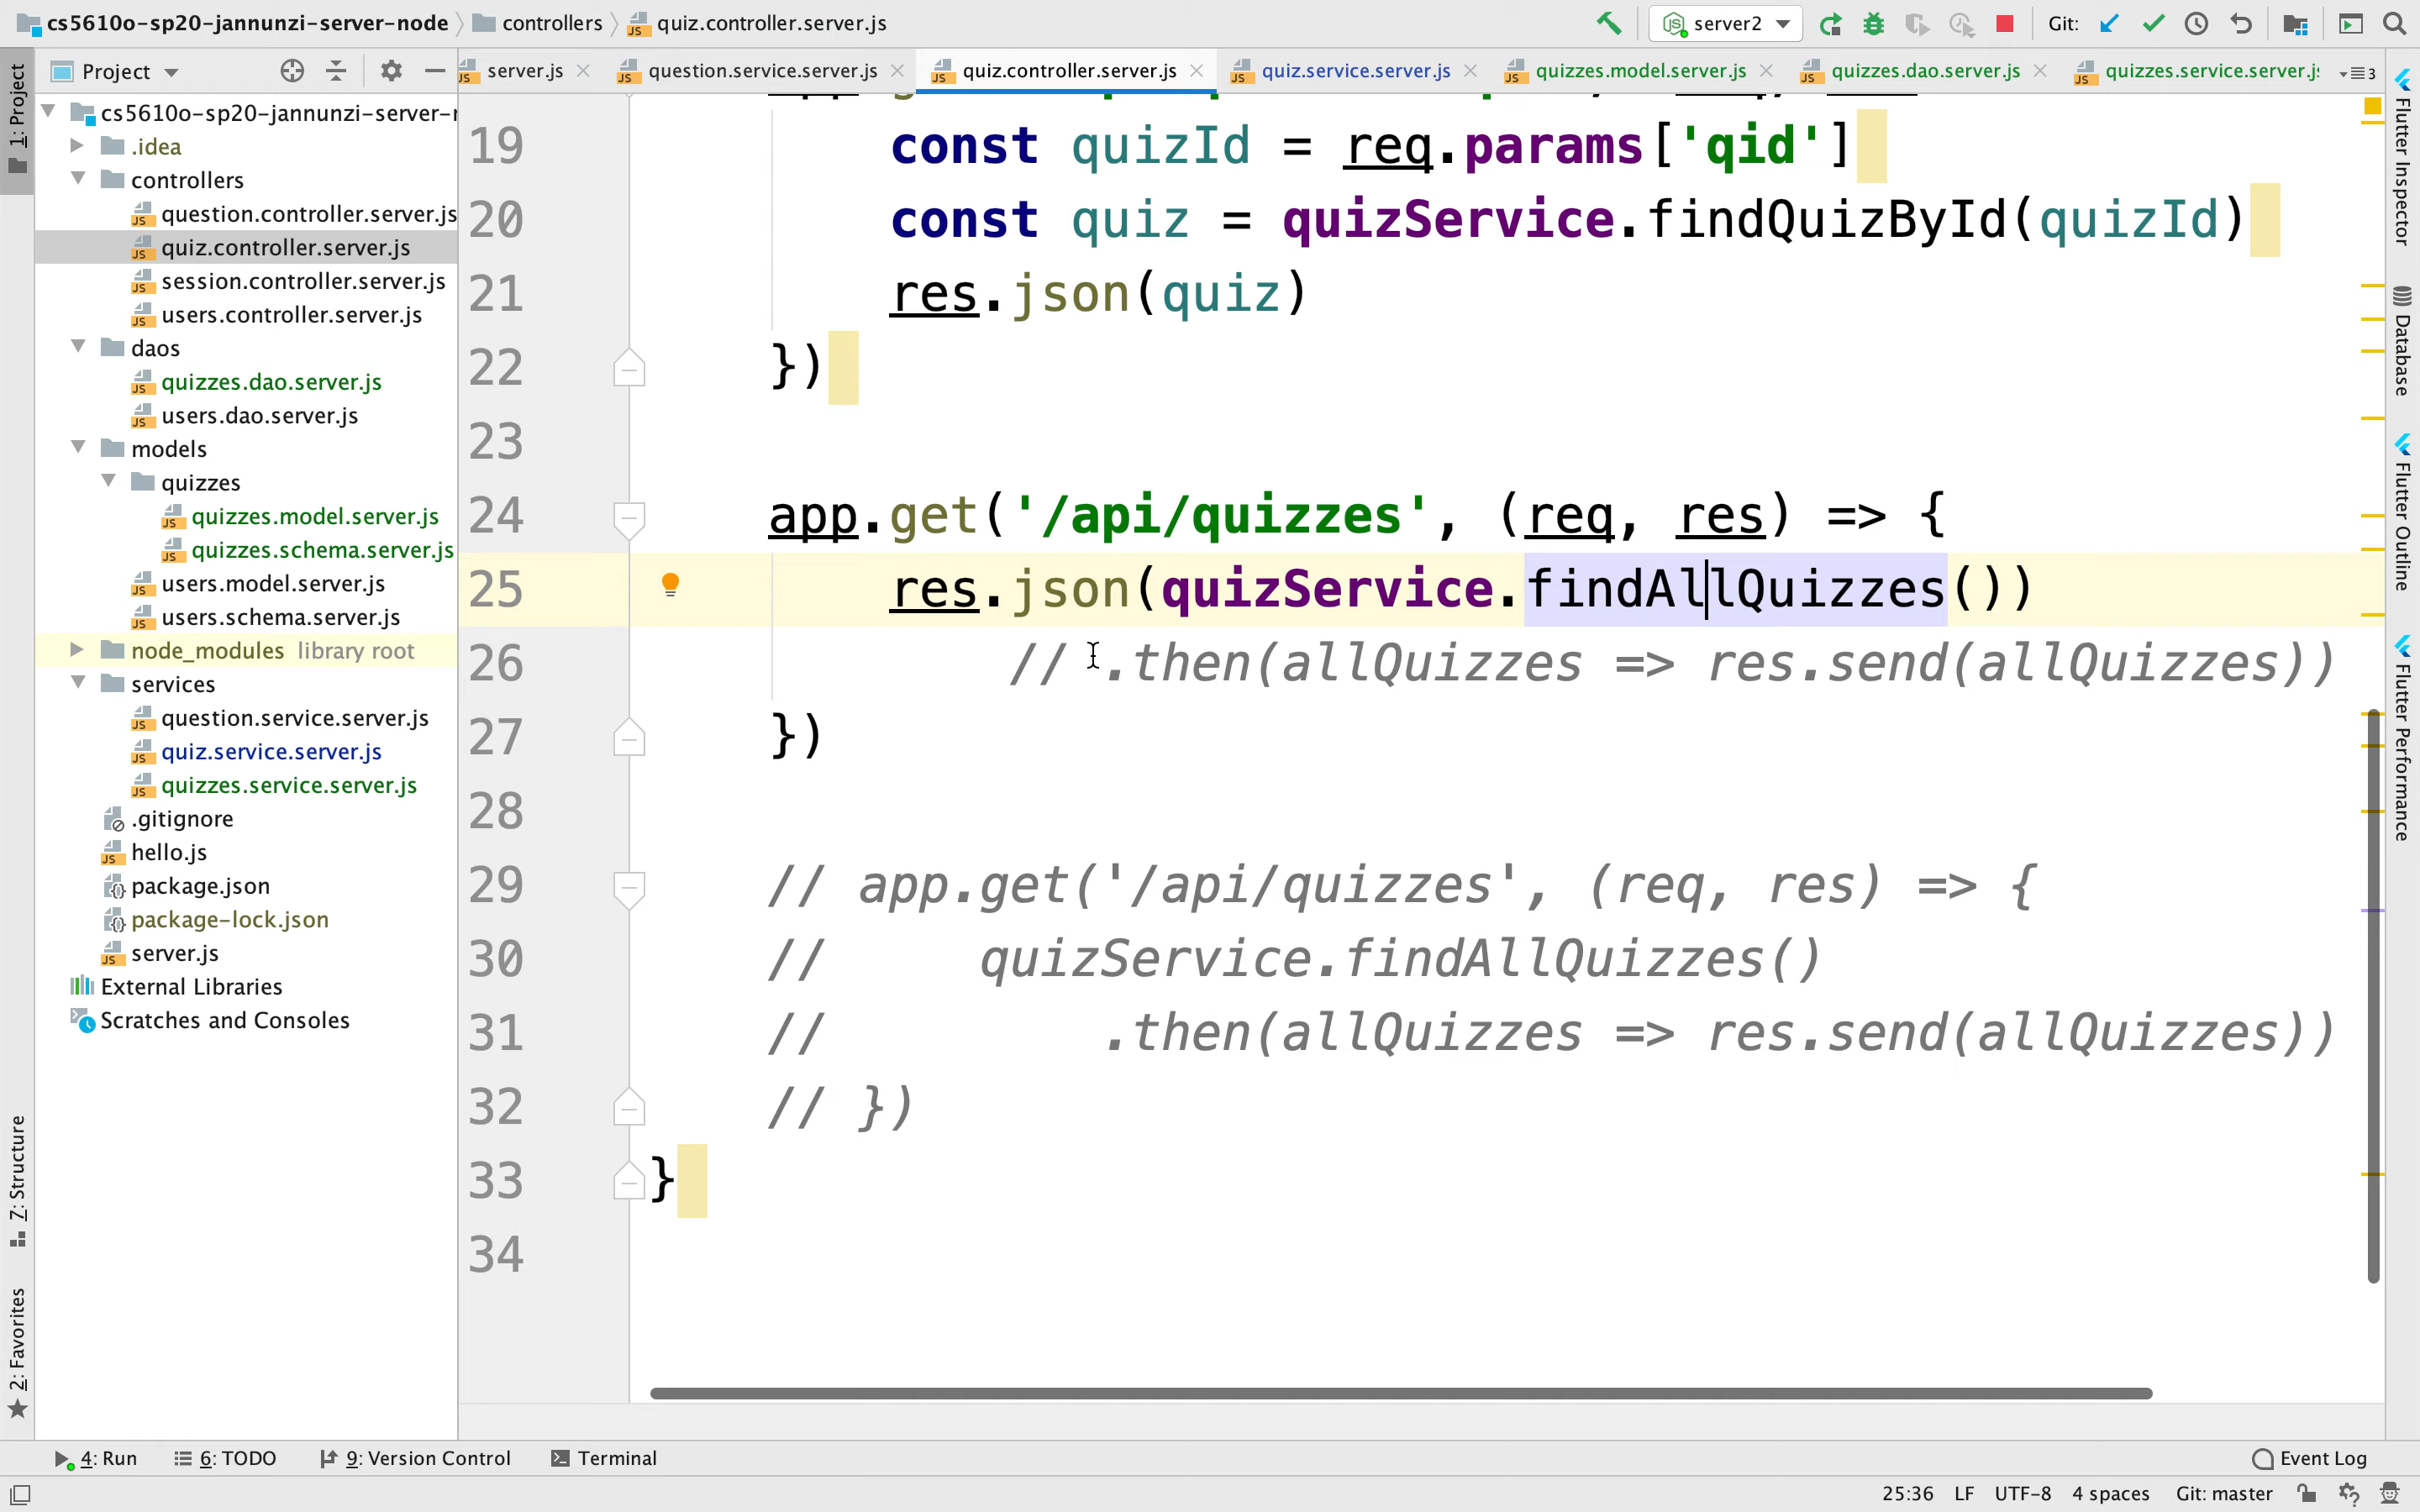 cs5610o-sp20-jannunzi-server-node controllers quiz.controller.server.js server2 Git:
Project
server.js question.service.server.js quiz.controller.server.js quiz.service.server.js quizzes.model.server.js quizzes.dao.server.js quizzes.service.server.js 3
cs5610o-sp20-jannunzi-server-
.idea
controllers
question.controller.server.js
quiz.controller.server.js
session.controller.server.js
users.controller.server.js
daos
quizzes.dao.server.js
users.dao.server.js
models
quizzes
quizzes.model.server.js
quizzes.schema.server.js
users.model.server.js
users.schema.server.js
node_modules library root
services
question.service.server.js
quiz.service.server.js
quizzes.service.server.js
.gitignore
hello.js
package.json
package-lock.json
server.js
External Libraries
Scratches and Consoles
1: Project
7: Structure
2: Favorites
19 const quizId = req.params['qid']
20 const quiz = quizService.findQuizById(quizId)
21 res.json(quiz)
22 })
23
24 app.get('/api/quizzes', (req, res) => {
25 res.json(quizService.findAllQuizzes())
26 // .then(allQuizzes => res.send(allQuizzes))
27 })
28
29 // app.get('/api/quizzes', (req, res) => {
30 // quizService.findAllQuizzes()
31 // .then(allQuizzes => res.send(allQuizzes))
32 // })
33 }
34
Flutter Inspector
Database
Flutter Outline
Flutter Performance
4: Run 6: TODO 9: Version Control Terminal Event Log
25:36 LF UTF-8 4 spaces Git: master